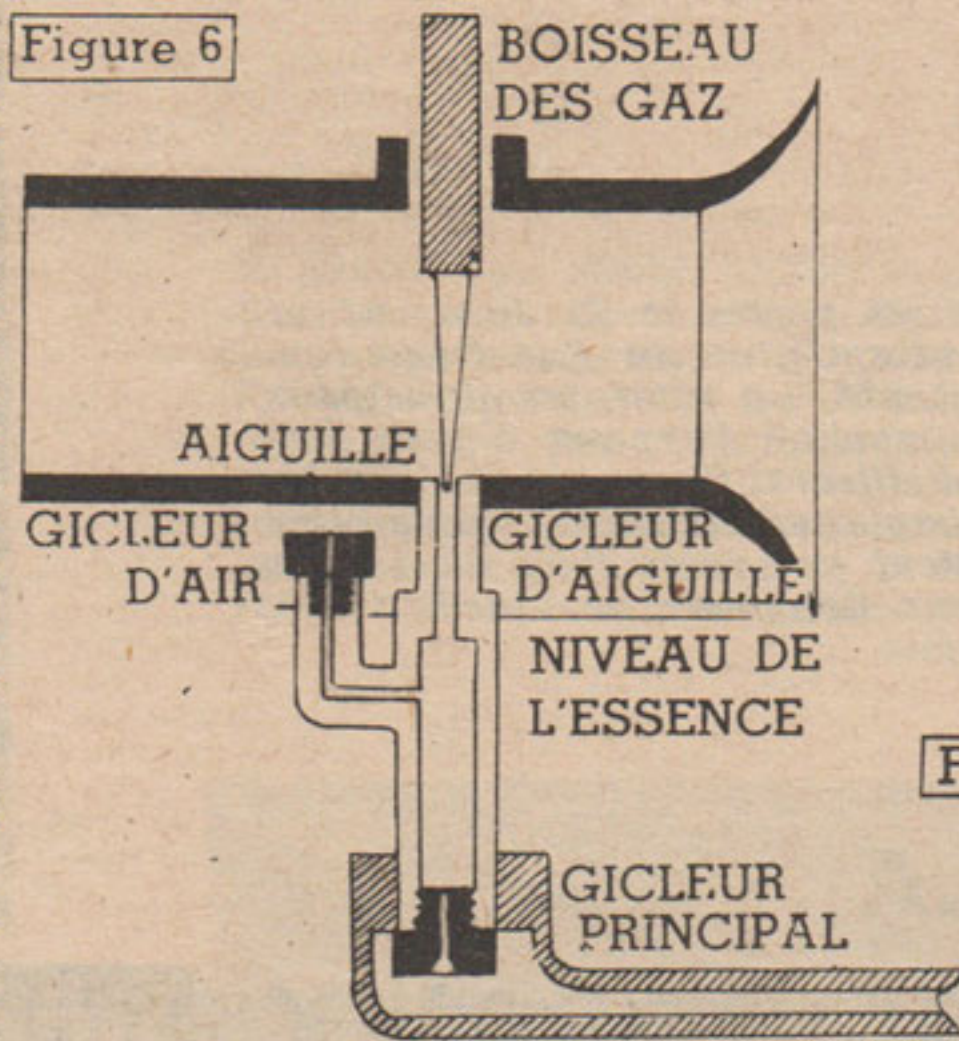 Figure 6
BOISSEAU
DES GAZ
AIGUILLE
GICLEUR
D'AIR
GICLEUR
D'AIGUILLE
NIVEAU DE
L'ESSENCE
F
GICLEUR
PRINCIPAL